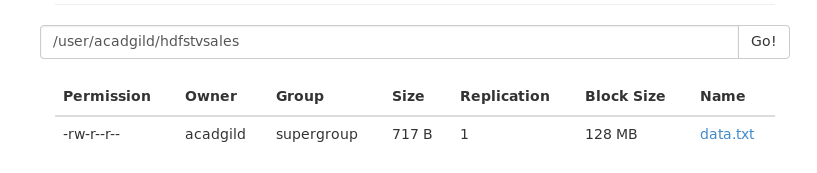 /user/acadgild/hdfstvsales Go!
Permission Owner Group Size Replication Block Size Name
-rw-r--r-- acadgild supergroup 717 B 1 128 MB data.txt